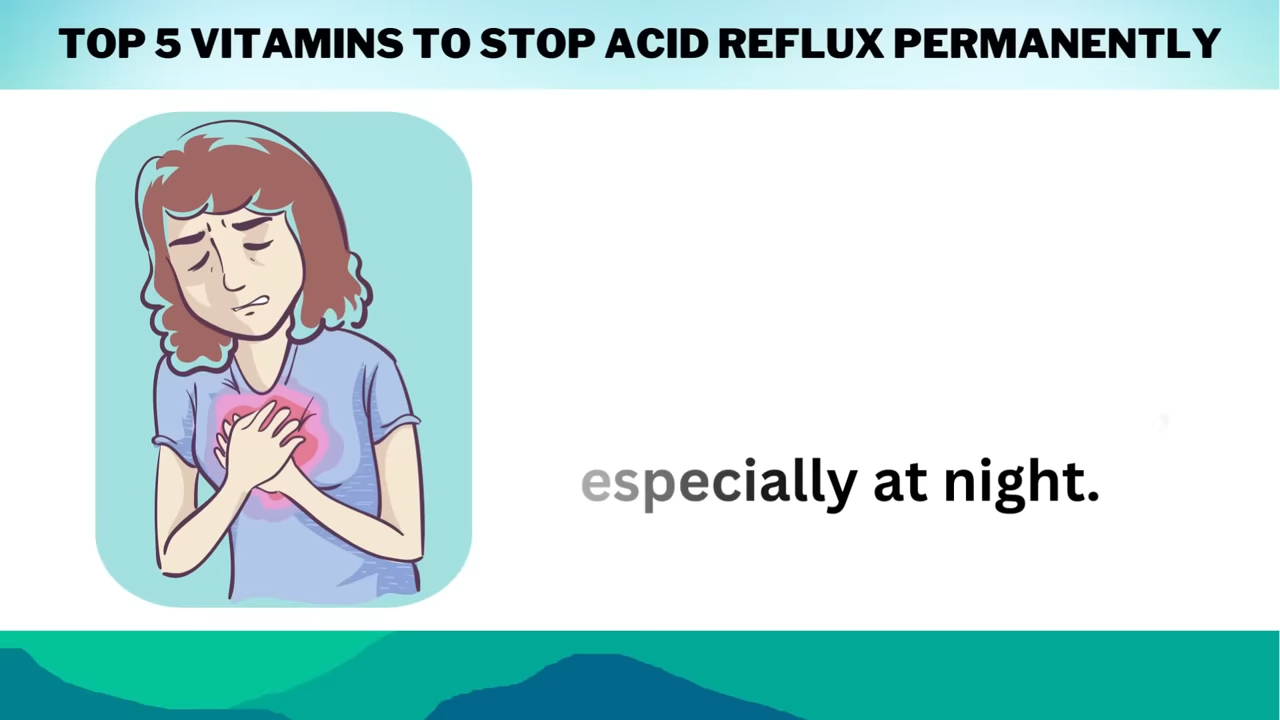 TOP 5 VITAMINS TO STOP ACID REFLUX PERMANENTLY
especially at night.